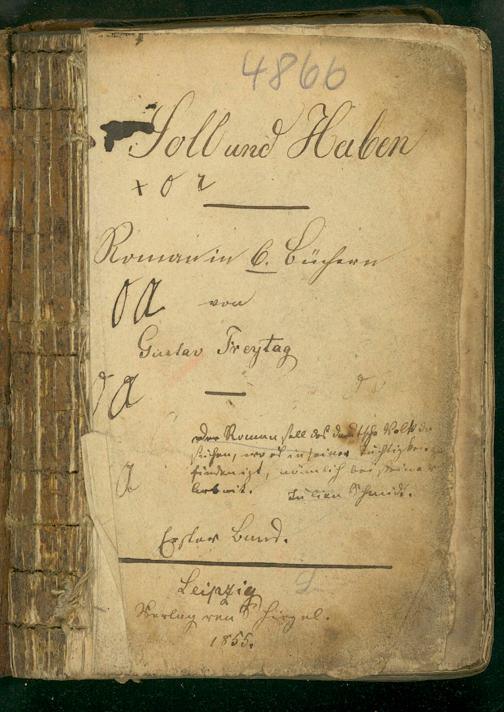 4866
Soll und Haben
+ O r
Roman in 6. Büchern
O A von
Gustav Freytag
A
Der Roman soll das deutsche Volk da
suchen, wo es in seiner Tüchtigkeit zu
finden ist, nämlich bei seiner
Arbeit. Julian Schmidt.
A
Erster Band.
Leipzig
Verlag von S Hirzel.
1855.